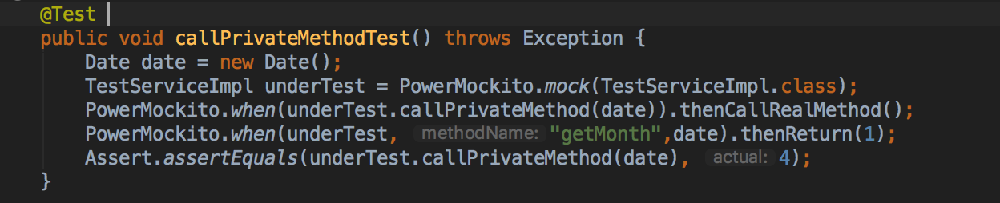 @Test
public void callPrivateMethodTest() throws Exception {
Date date = new Date();
TestServiceImpl underTest = PowerMockito.mock(TestServiceImpl.class);
PowerMockito.when(underTest.callPrivateMethod(date)).thenCallRealMethod();
PowerMockito.when(underTest, methodName: "getMonth",date).thenReturn(1);
Assert.assertEquals(underTest.callPrivateMethod(date), actual: 4);
}